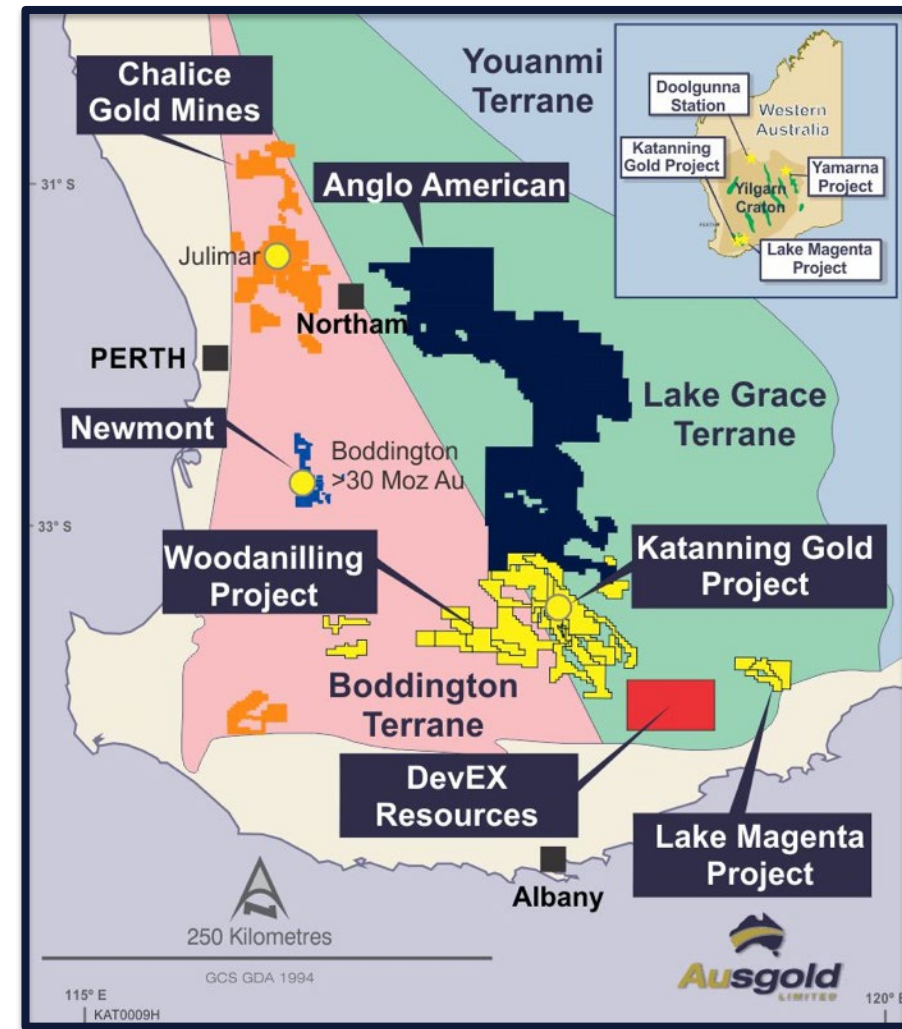 Chalice
Gold Mines
Youanmi
Terrane
Doolgunna
Station
Western
Australia
Katanning
Gold Project
Yamarna
Project
Yilgarn
Craton
Lake Magenta
Project
31° S
Anglo American
Julimar
Northam
PERTH
Lake Grace
Terrane
Newmont
Boddington
>30 Moz Au
33° S
Woodanilling
Project
Katanning Gold
Project
Boddington
Terrane
DevEX
Resources
Lake Magenta
Project
Albany
250 Kilometres
GCS GDA 1994
Ausgold
LIMITED
115° E
120°
KAT0009H